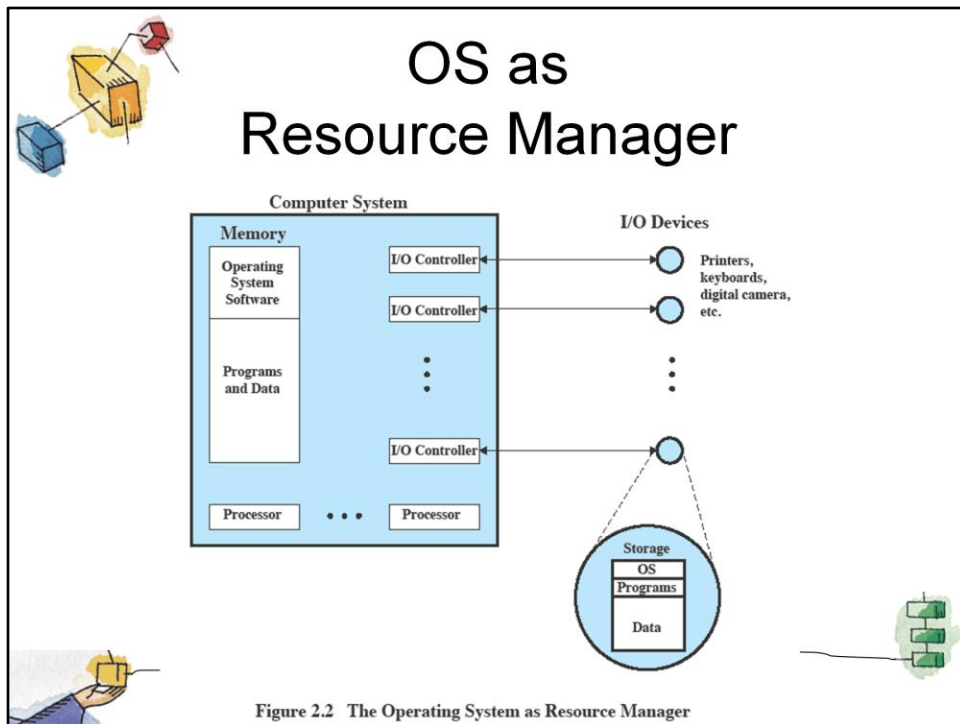 OS as
Resource Manager
Computer System
Memory
Operating
System
Software
Programs
and Data
I/O Controller
I/O Controller
I/O Controller
Processor
Processor
I/O Devices
Printers,
keyboards,
digital camera,
etc.
Storage
OS
Programs
Data
Figure 2.2 The Operating System as Resource Manager